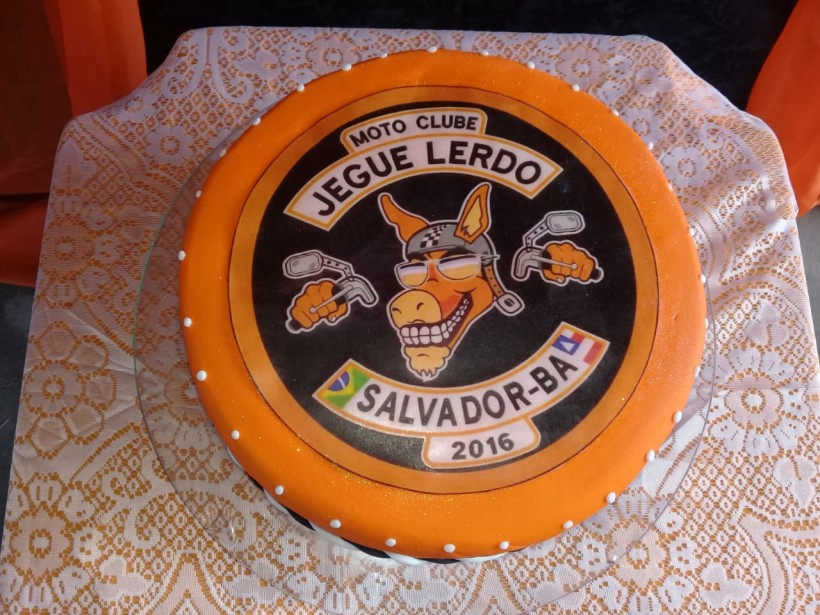 MOTO CLUBE
JEGUE LERDO
SALVADOR-BA
2016